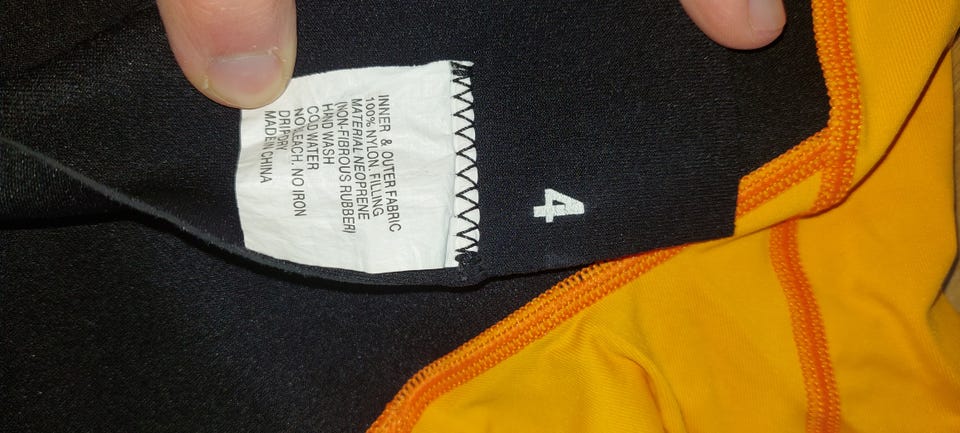 INNER & OUTER FABRIC
100% NYLON. FILLING
MATERIAL NEOPRENE
(NON-FIBROUS RUBBER)
HAND WASH
COLD WATER
NO LEACH. NO IRON
DRIP DRY
MADE IN CHINA
4